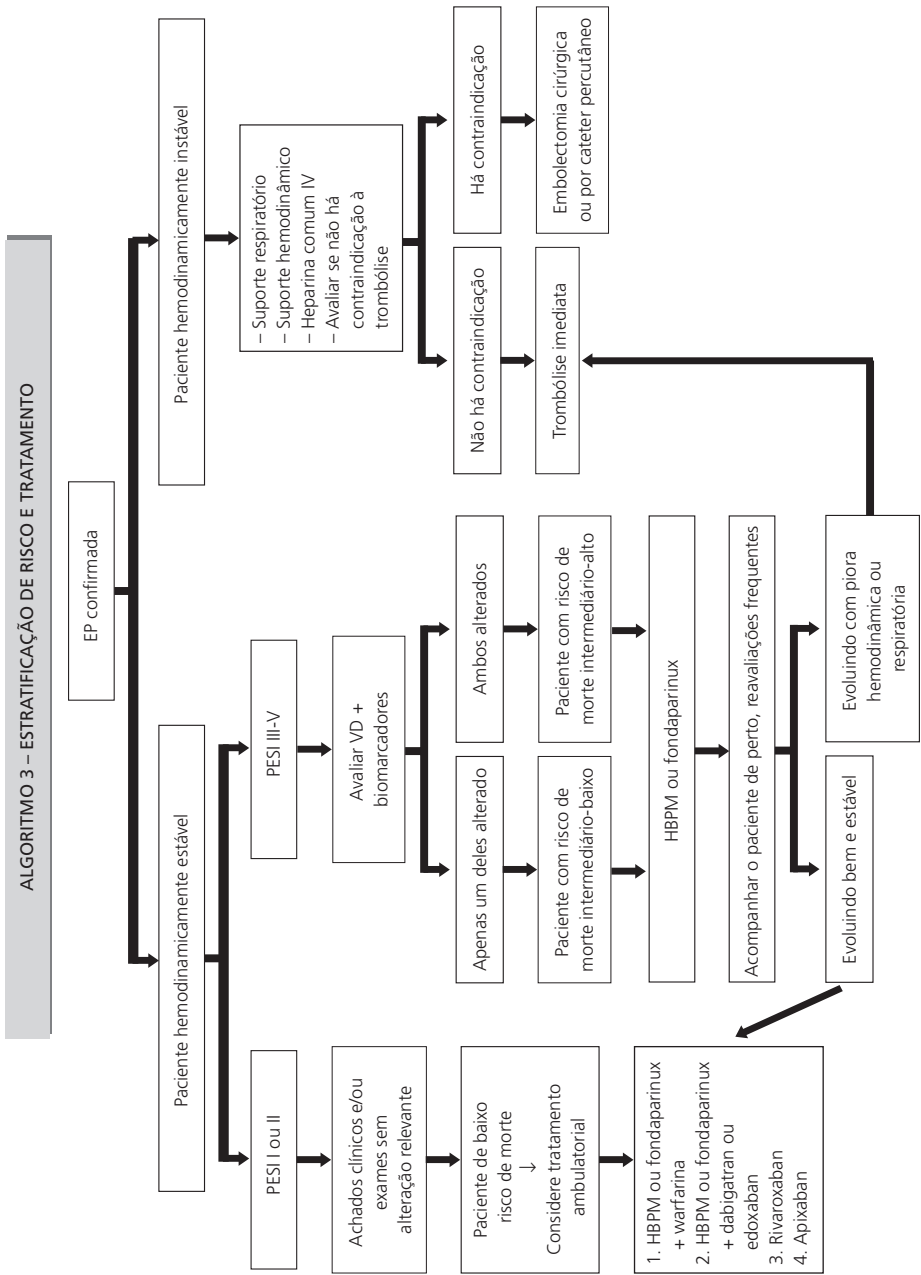 ALGORITMO 3 – ESTRATIFICAÇÃO DE RISCO E TRATAMENTO
EP confirmada
Paciente hemodinamicamente estável
Paciente hemodinamicamente instável
PESI I ou II
PESI III-V
– Suporte respiratório
– Suporte hemodinâmico
– Heparina comum IV
– Avaliar se não há
contraindicação à
trombólise
Achados clínicos e/ou
exames sem
alteração relevante
Avaliar VD +
biomarcadores
Apenas um deles alterado
Ambos alterados
Não há contraindicação
Há contraindicação
Paciente de baixo
risco de morte
↓
Considere tratamento
ambulatorial
Paciente com risco de
morte intermediário-baixo
Paciente com risco de
morte intermediário-alto
Trombólise imediata
Embolectomia cirúrgica
ou por cateter percutâneo
HBPM ou fondaparinux
Acompanhar o paciente de perto, reavaliações frequentes
1. HBPM ou fondaparinux
+ warfarina
2. HBPM ou fondaparinux
+ dabigatran ou
edoxaban
3. Rivaroxaban
4. Apixaban
Evoluindo bem e estável
Evoluindo com piora
hemodinâmica ou
respiratória